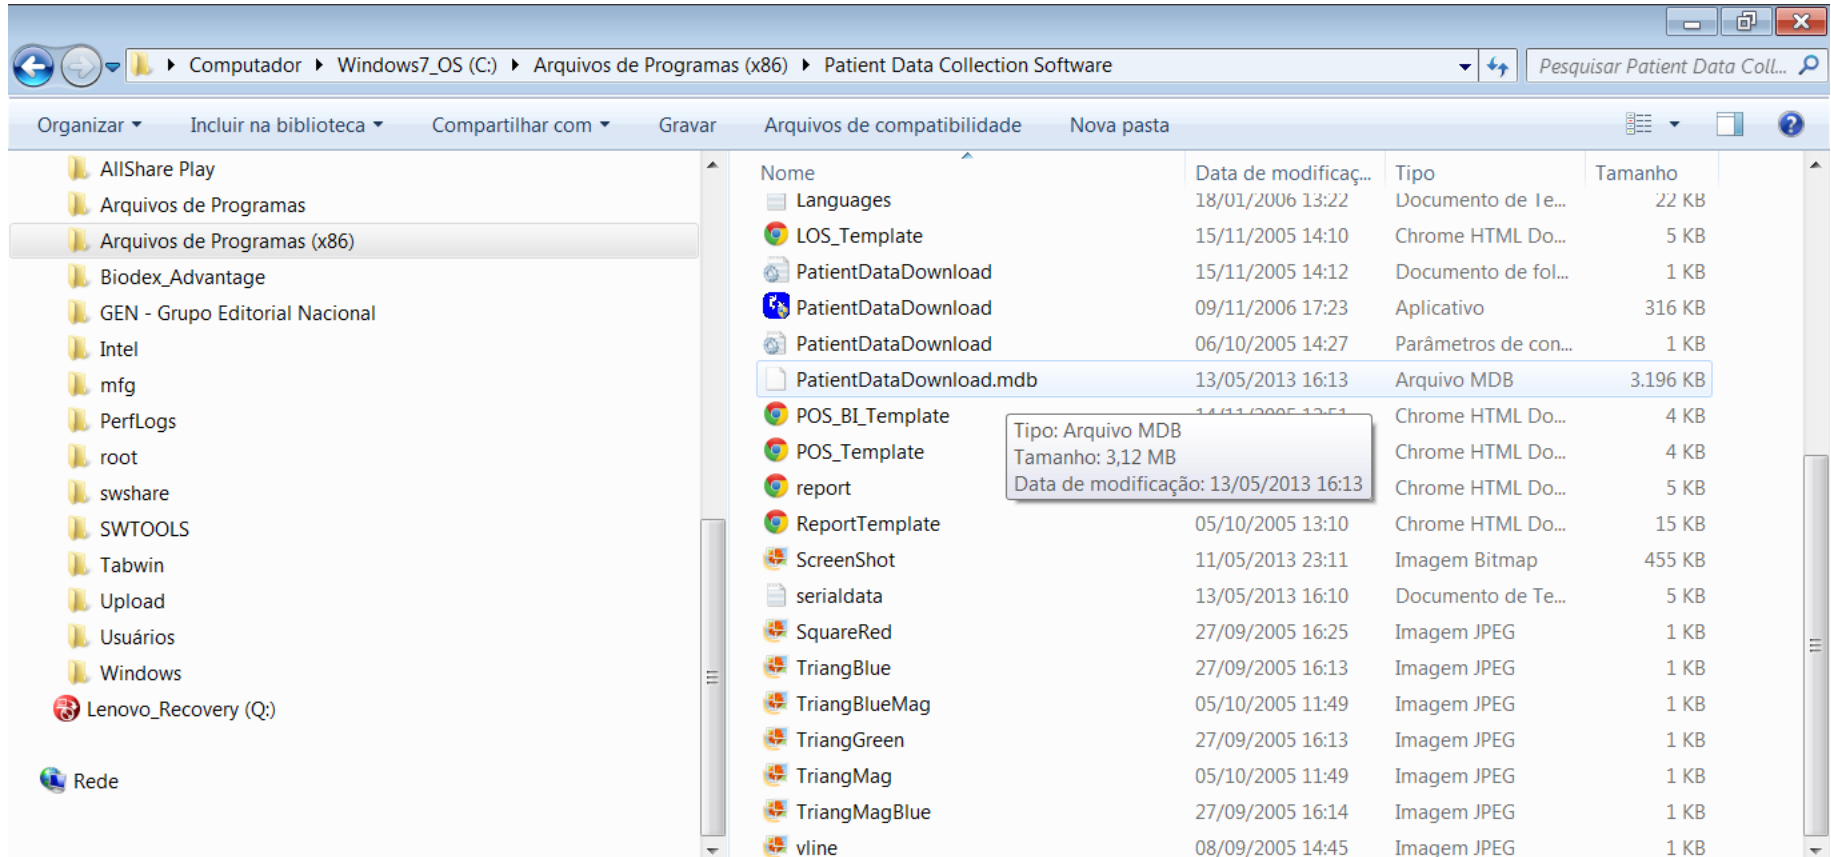 Computador Windows7_OS (C:) Arquivos de Programas (x86) Patient Data Collection Software Pesquisar Patient Data Coll...
Organizar Incluir na biblioteca Compartilhar com Gravar Arquivos de compatibilidade Nova pasta
AllShare Play
Arquivos de Programas
Arquivos de Programas (x86)
Biodex_Advantage
GEN - Grupo Editorial Nacional
Intel
mfg
PerfLogs
root
swshare
SWTOOLS
Tabwin
Upload
Usuários
Windows
Lenovo_Recovery (Q:)
Rede
Nome Data de modificaç... Tipo Tamanho
Languages 18/01/2006 13:22 Documento de Te... 22 KB
LOS_Template 15/11/2005 14:10 Chrome HTML Do... 5 KB
PatientDataDownload 15/11/2005 14:12 Documento de fol... 1 KB
PatientDataDownload 09/11/2006 17:23 Aplicativo 316 KB
PatientDataDownload 06/10/2005 14:27 Parâmetros de con... 1 KB
PatientDataDownload.mdb 13/05/2013 16:13 Arquivo MDB 3.196 KB
POS_BI_Template Chrome HTML Do... 4 KB
POS_Template Chrome HTML Do... 4 KB
report Chrome HTML Do... 5 KB
Tipo: Arquivo MDB
Tamanho: 3,12 MB
Data de modificação: 13/05/2013 16:13
ReportTemplate 05/10/2005 13:10 Chrome HTML Do... 15 KB
ScreenShot 11/05/2013 23:11 Imagem Bitmap 455 KB
serialdata 13/05/2013 16:10 Documento de Te... 5 KB
SquareRed 27/09/2005 16:25 Imagem JPEG 1 KB
TriangBlue 27/09/2005 16:13 Imagem JPEG 1 KB
TriangBlueMag 05/10/2005 11:49 Imagem JPEG 1 KB
TriangGreen 27/09/2005 16:13 Imagem JPEG 1 KB
TriangMag 05/10/2005 11:49 Imagem JPEG 1 KB
TriangMagBlue 27/09/2005 16:14 Imagem JPEG 1 KB
vline 08/09/2005 14:45 Imagem JPEG 1 KB